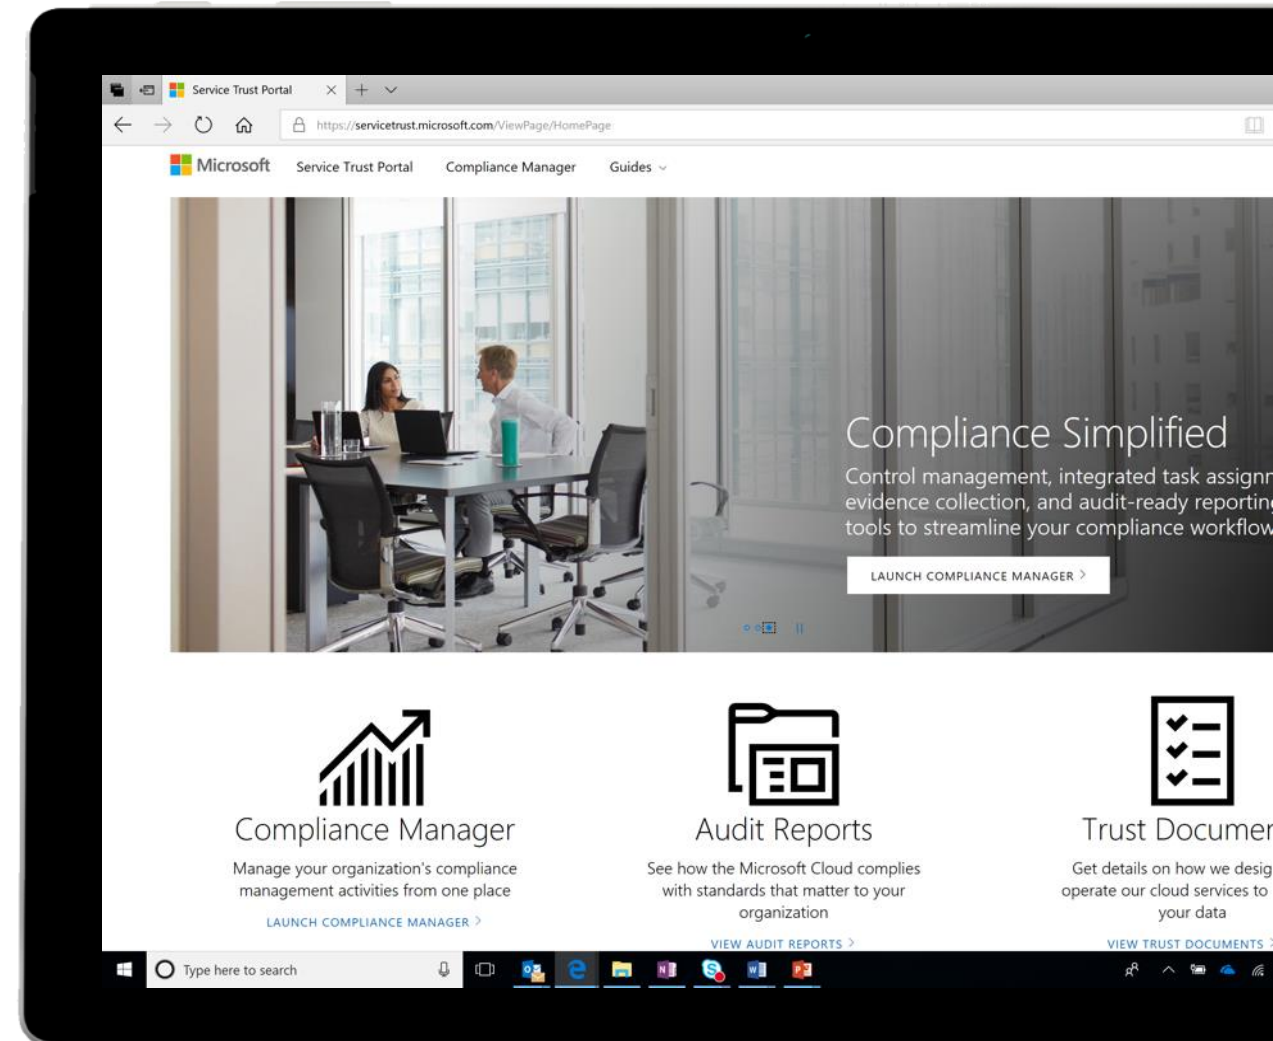 Service Trust Portal
https://servicetrust.microsoft.com/ViewPage/HomePage
Microsoft Service Trust Portal Compliance Manager Guides
Compliance Simplified
Control management, integrated task assignm
evidence collection, and audit-ready reporting
tools to streamline your compliance workflow
LAUNCH COMPLIANCE MANAGER >
Compliance Manager
Manage your organization's compliance
management activities from one place
LAUNCH COMPLIANCE MANAGER >
Audit Reports
See how the Microsoft Cloud complies
with standards that matter to your
organization
VIEW AUDIT REPORTS >
Trust Documen
Get details on how we desig
operate our cloud services to
your data
VIEW TRUST DOCUMENTS >
Type here to search